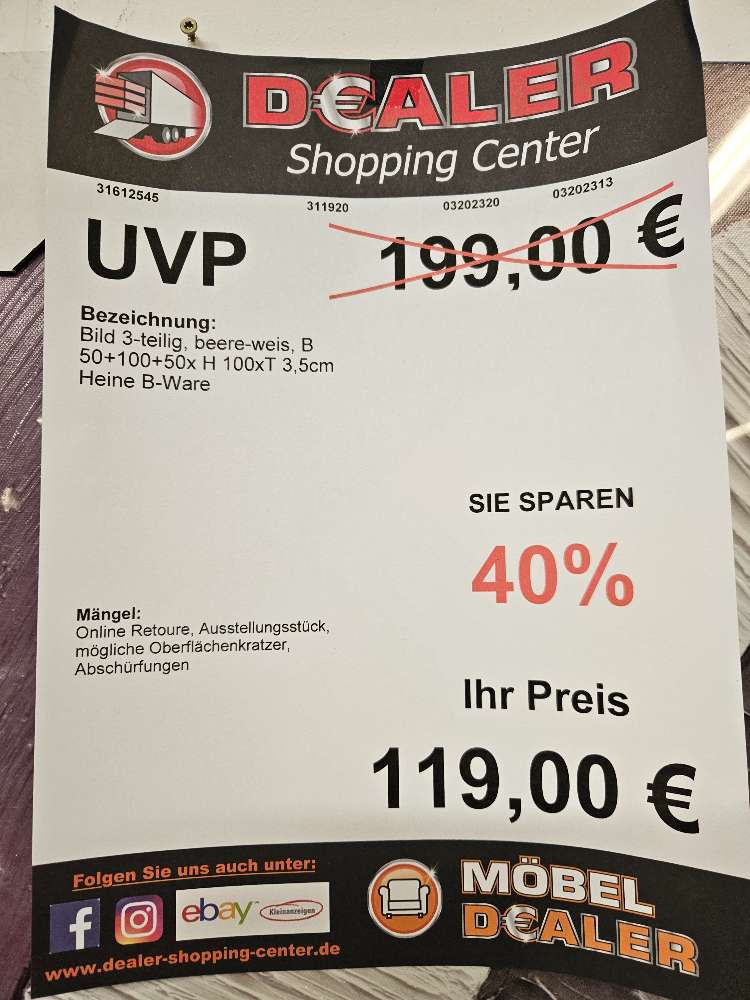 D€ALER
Shopping Center
31612545 311920 03202320 03202313
UVP 199,00 €
Bezeichnung:
Bild 3-teilig, beere-weis, B
50+100+50x H 100xT 3,5cm
Heine B-Ware
SIE SPAREN
40%
Mängel:
Online Retoure, Ausstellungsstück,
mögliche Oberflächenkratzer,
Abschürfungen
Ihr Preis
119,00 €
Folgen Sie uns auch unter:
ebay Kleinanzeigen
www.dealer-shopping-center.de
MÖBEL
D€ALER